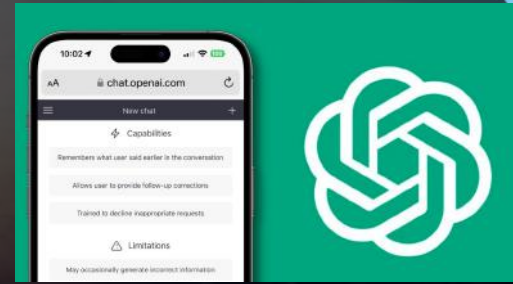 10:02
AA chat.openai.com
New chat +
Capabilities
Remembers what user said earlier in the conversation
Allows user to provide follow-up corrections
Trained to decline inappropriate requests
Limitations
May occasionally generate incorrect information